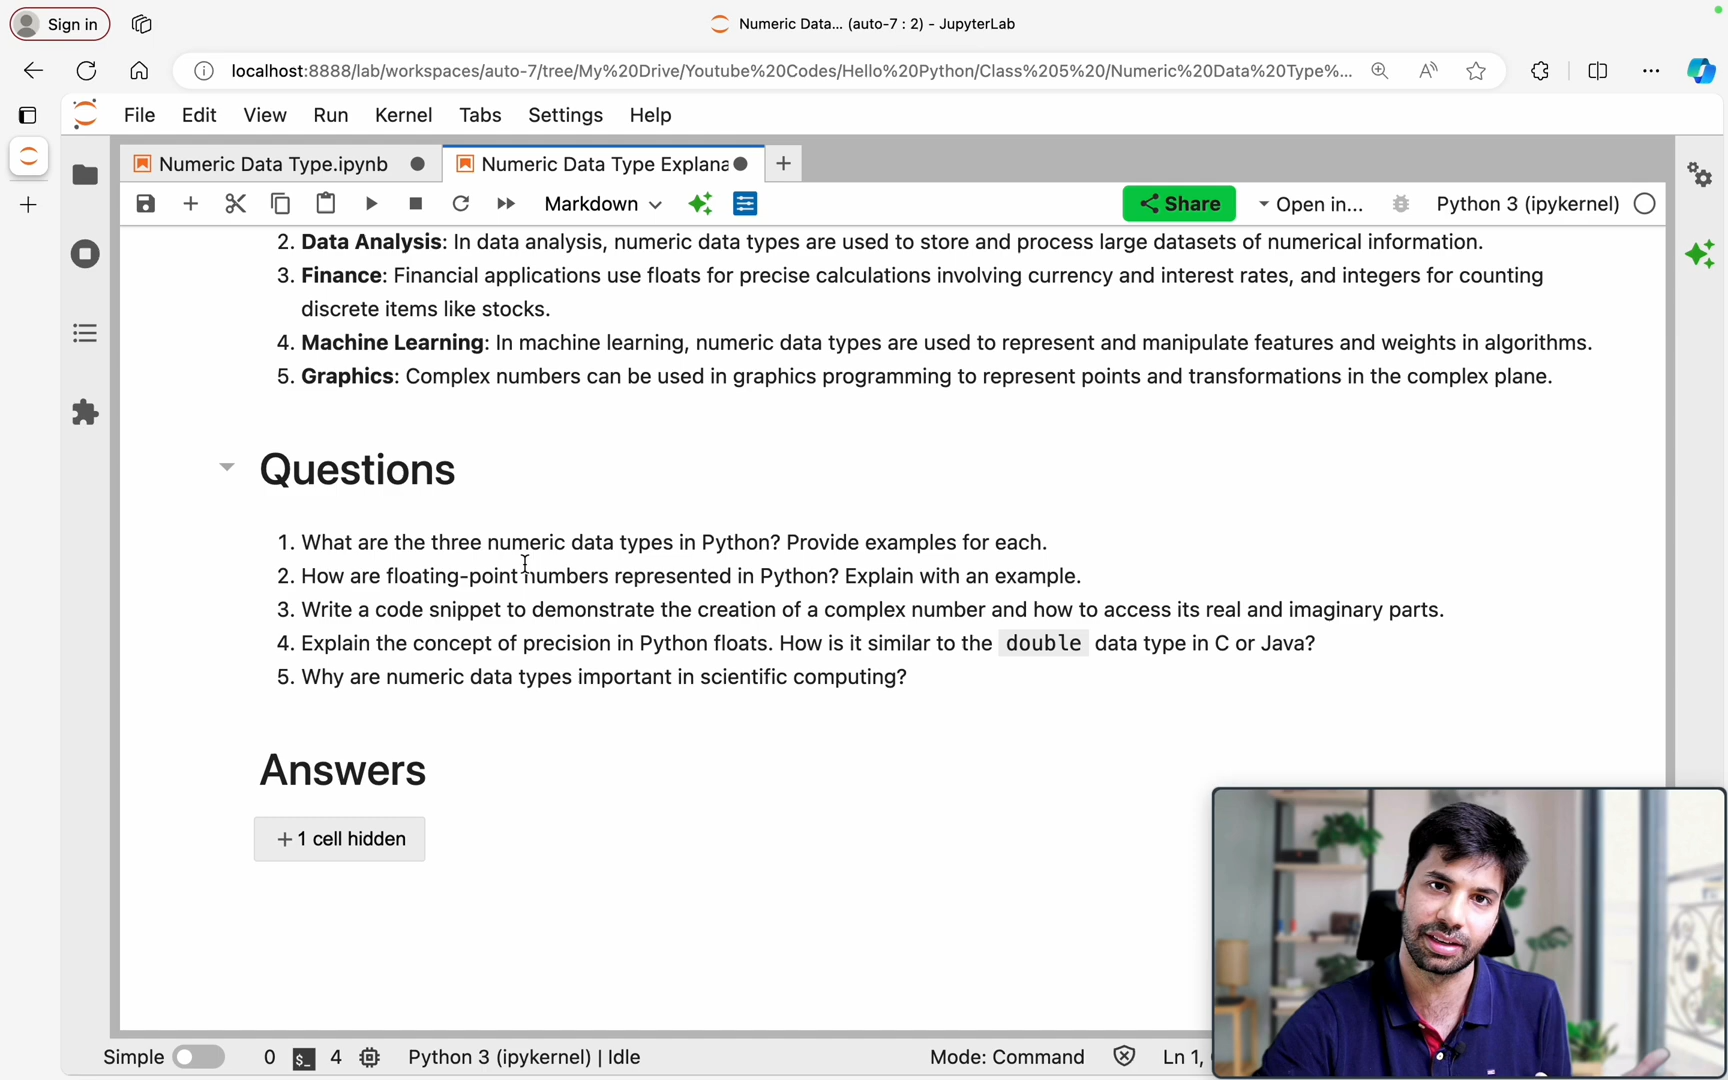 Sign in
Numeric Data... (auto-7 : 2) - JupyterLab
localhost:8888/lab/workspaces/auto-7/tree/My%20Drive/Youtube%20Codes/Hello%20Python/Class%205%20/Numeric%20Data%20Type%...
File Edit View Run Kernel Tabs Settings Help
Numeric Data Type.ipynb
Numeric Data Type Explana
Markdown
Share
Open in...
Python 3 (ipykernel)
2. Data Analysis: In data analysis, numeric data types are used to store and process large datasets of numerical information.
3. Finance: Financial applications use floats for precise calculations involving currency and interest rates, and integers for counting
discrete items like stocks.
4. Machine Learning: In machine learning, numeric data types are used to represent and manipulate features and weights in algorithms.
5. Graphics: Complex numbers can be used in graphics programming to represent points and transformations in the complex plane.
Questions
1. What are the three numeric data types in Python? Provide examples for each.
2. How are floating-point numbers represented in Python? Explain with an example.
3. Write a code snippet to demonstrate the creation of a complex number and how to access its real and imaginary parts.
4. Explain the concept of precision in Python floats. How is it similar to the double data type in C or Java?
5. Why are numeric data types important in scientific computing?
Answers
+ 1 cell hidden
Simple 0 $_ 4 Python 3 (ipykernel) | Idle Mode: Command Ln 1,